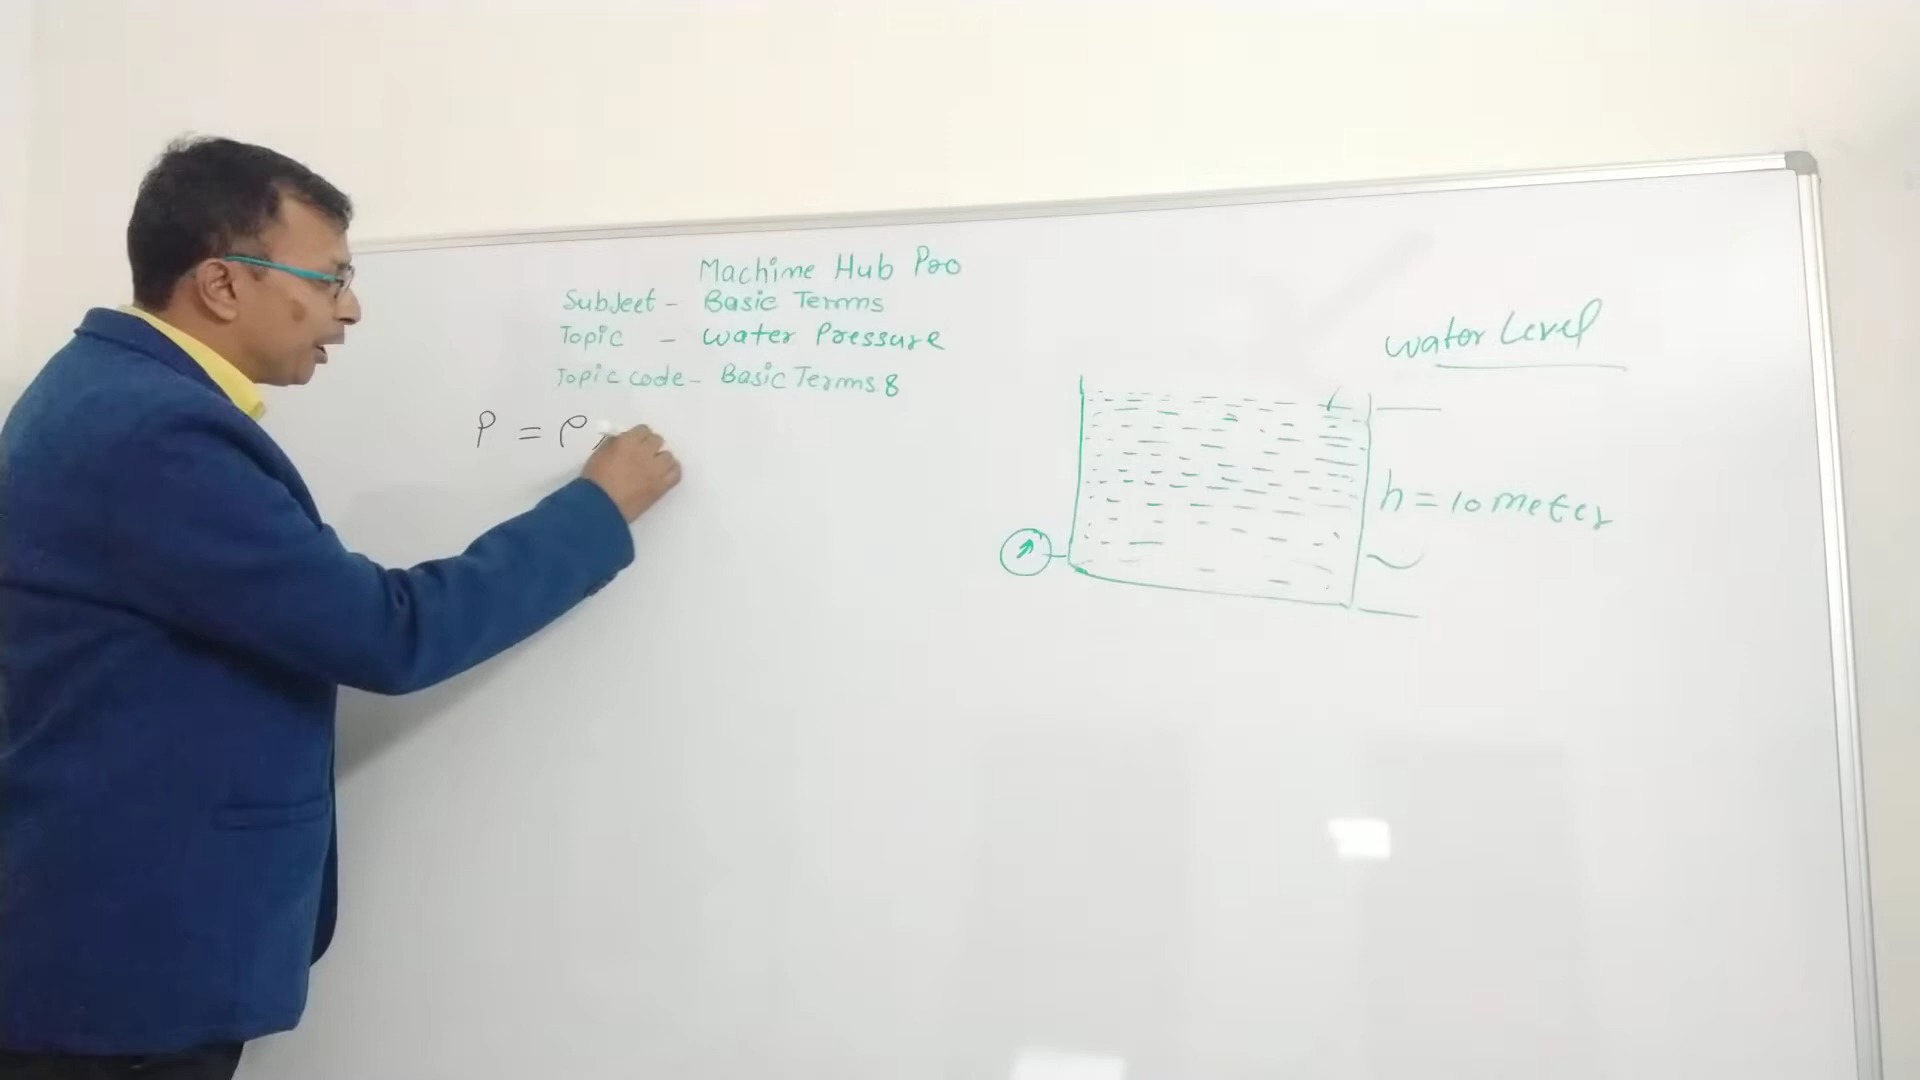 Machine Hub Pro
Subject - Basic Terms
Topic - Water Pressure
Topic code - Basic Terms 8
P = ρ
Water Level
h = 10 meter